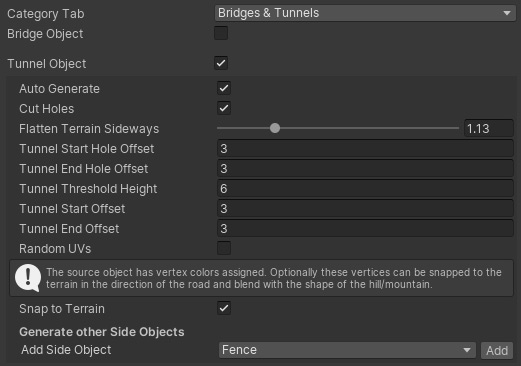 Category Tab Bridges & Tunnels
Bridge Object
Tunnel Object
Auto Generate
Cut Holes
Flatten Terrain Sideways 1.13
Tunnel Start Hole Offset 3
Tunnel End Hole Offset 3
Tunnel Threshold Height 6
Tunnel Start Offset 3
Tunnel End Offset 3
Random UVs
The source object has vertex colors assigned. Optionally these vertices can be snapped to the
terrain in the direction of the road and blend with the shape of the hill/mountain.
Snap to Terrain
Generate other Side Objects
Add Side Object Fence Add